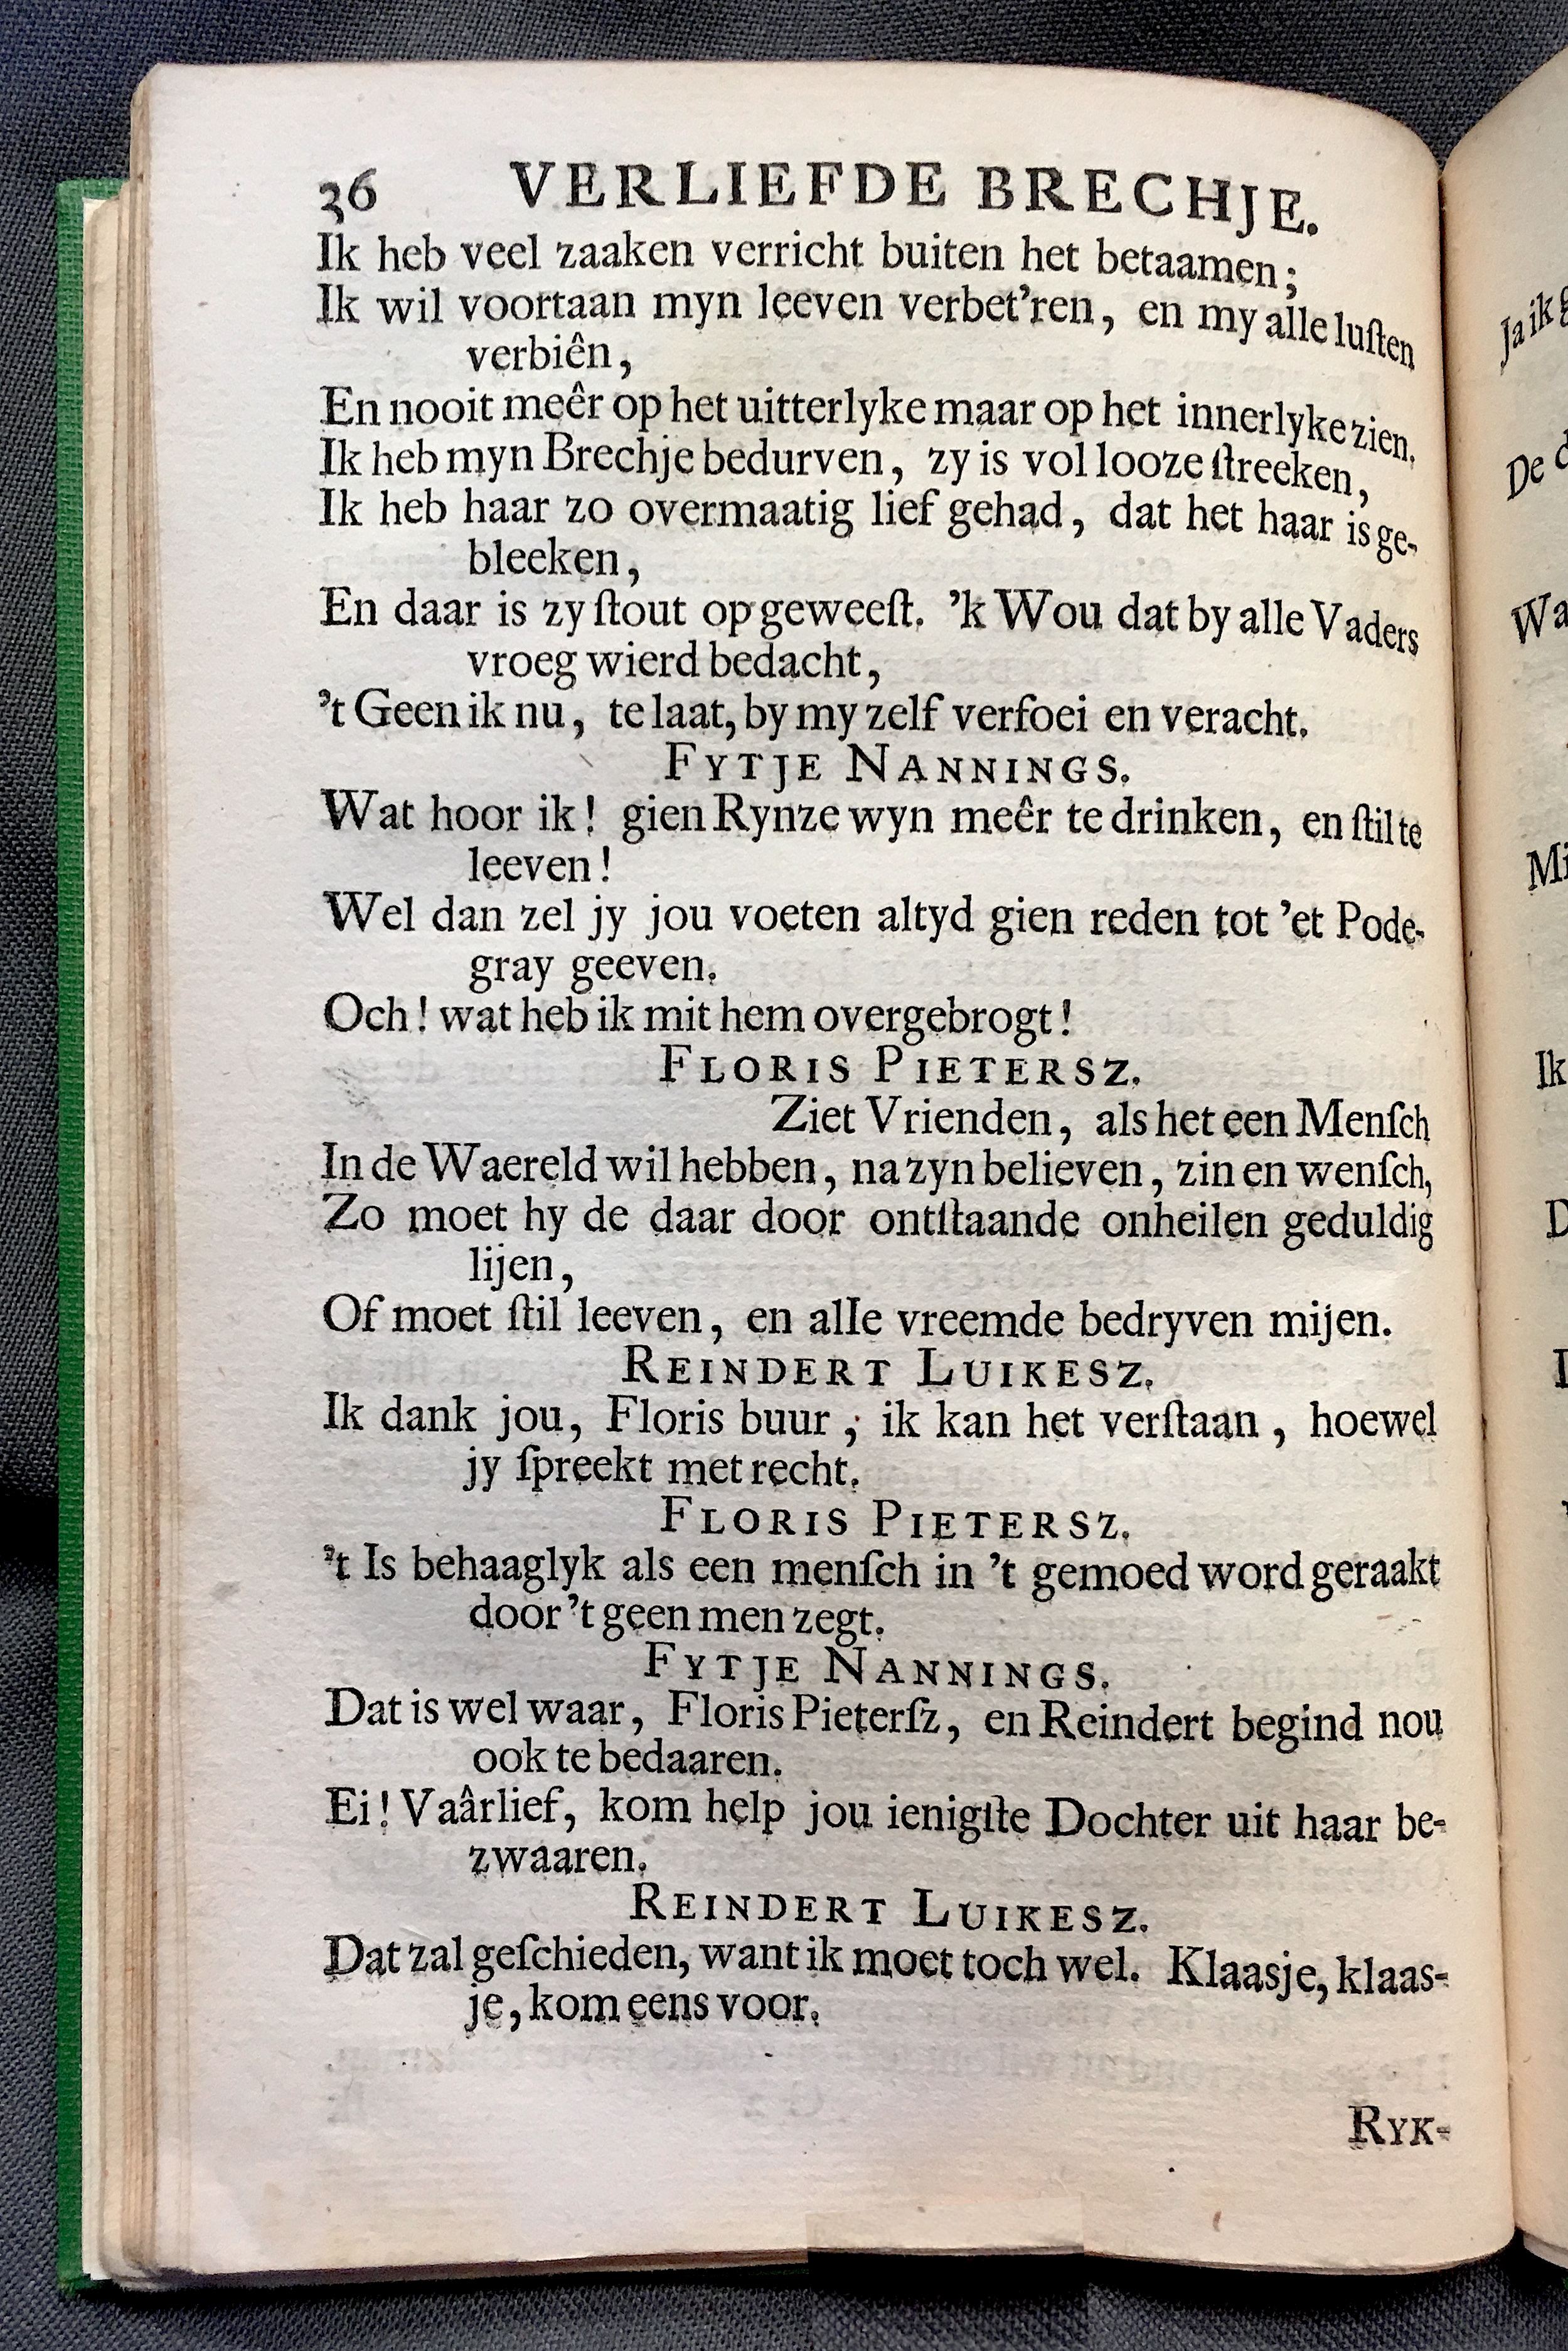 36 VERLIEFDE BRECHJE.
Ik heb veel zaaken verricht buiten het betaamen;
Ik wil voortaan myn leeven verbet’ren, en my alle luſten
verbiên,
En nooit meêr op het uitterlyke maar op het innerlyke zien.
Ik heb myn Brechje bedurven, zy is vol looze ſtreeken,
Ik heb haar zo overmaatig lief gehad, dat het haar is ge-
bleeken,
En daar is zy ſtout op geweeſt. ’k Wou dat by alle Vaders
vroeg wierd bedacht,
’t Geen ik nu, te laat, by my zelf verfoei en veracht.
FYTJE NANNINGS.
Wat hoor ik! gien Rynze wyn meêr te drinken, en ſtil te
leeven!
Wel dan zel jy jou voeten altyd gien reden tot ’et Pode-
gray geeven.
Och! wat heb ik mit hem overgebrogt!
FLORIS PIETERSZ.
Ziet Vrienden, als het een Menſch
In de Waereld wil hebben, na zyn believen, zin en wenſch,
Zo moet hy de daar door ontſtaande onheilen geduldig
lijen,
Of moet ſtil leeven, en alle vreemde bedryven mijen.
REINDERT LUIKESZ.
Ik dank jou, Floris buur, ik kan het verſtaan, hoewel
jy ſpreekt met recht.
FLORIS PIETERSZ.
’t Is behaaglyk als een menſch in ’t gemoed word geraakt
door ’t geen men zegt.
FYTJE NANNINGS.
Dat is wel waar, Floris Pieterſz, en Reindert begind nou
ook te bedaaren.
Ei! Vaârlief, kom help jou ienigſte Dochter uit haar be-
zwaaren.
REINDERT LUIKESZ.
Dat zal geſchieden, want ik moet toch wel. Klaasje, klaas-
je, kom eens voor.
RYK-
Ja ik
De
Ik